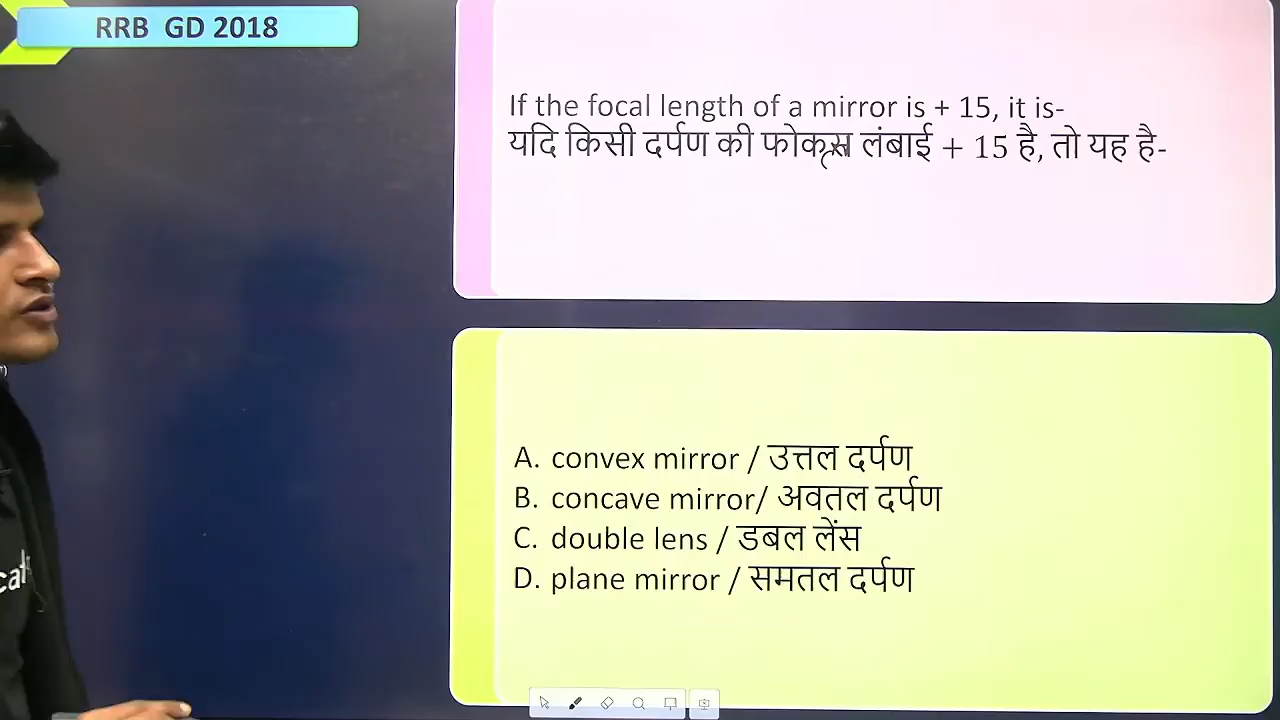 RRB GD 2018
If the focal length of a mirror is + 15, it is-
यदि किसी दर्पण की फोकस लंबाई + 15 है, तो यह है-
A. convex mirror / उत्तल दर्पण
B. concave mirror/ अवतल दर्पण
C. double lens / डबल लेंस
D. plane mirror / समतल दर्पण